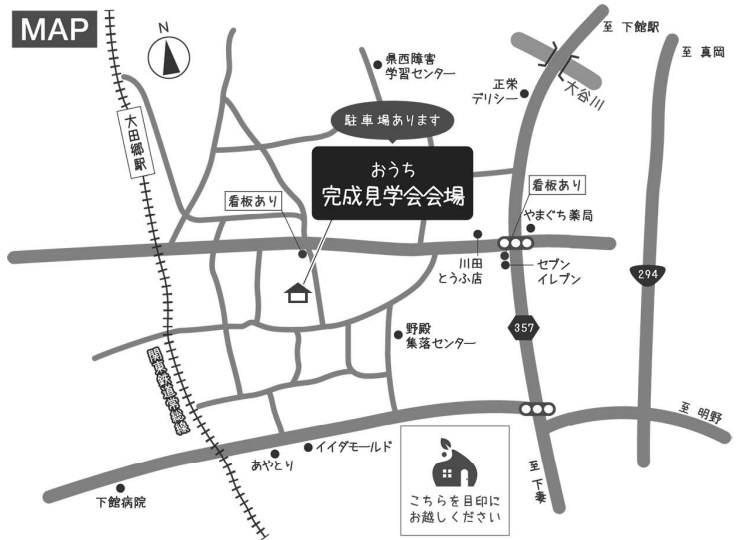 MAP
N
至 下館駅
至 真岡
県西障害
学習センター
正栄
デリシー
大谷川
大田郷駅
駐車場あります
おうち
完成見学会会場
看板あり
看板あり
やまぐち薬局
川田
とうふ店
セブン
イレブン
294
357
野殿
集落センター
関東鉄道常総線
至 明野
イイダモールド
あやとり
至 下妻
下館病院
こちらを目印に
お越しください